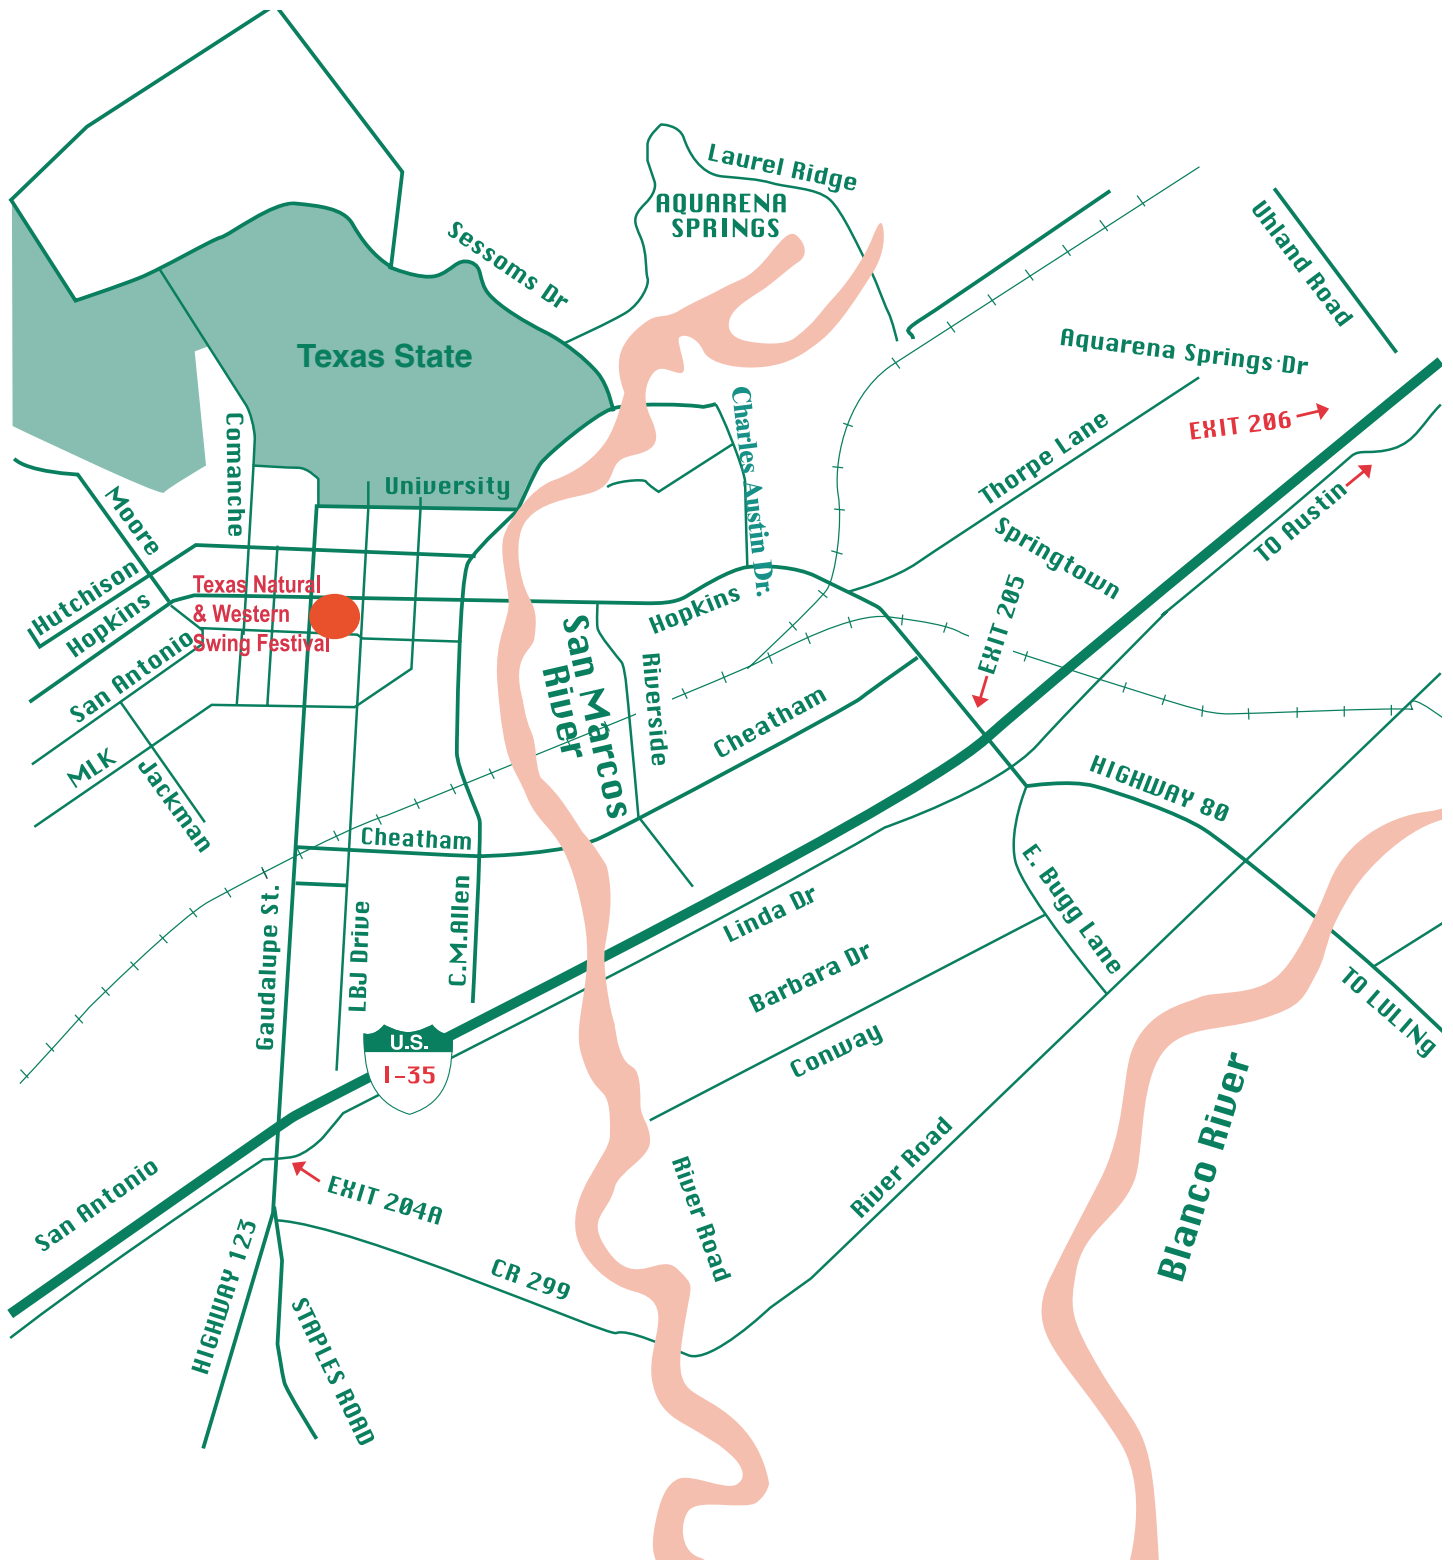 Laurel Ridge
AQUARENA
SPRINGS
Sessoms Dr
Uhland Road
Texas State
Aquarena Springs Dr
EXIT 206
Charles Austin Dr.
Thorpe Lane
Comanche
University
TO Austin
Moore
Springtown
Hutchison
Hopkins
Texas Natural
& Western
Swing Festival
Hopkins
EXIT 205
San Antonio
San Marcos
River
Riverside
Cheatham
MLK
Jackman
HIGHWAY 80
Cheatham
E. Bugg Lane
Linda Dr
Gaudalupe St.
LBJ Drive
C.M.Allen
Barbara Dr
TO LULING
Conway
U.S.
I-35
Blanco River
San Antonio
EXIT 204A
River Road
River Road
HIGHWAY 123
CR 299
STAPLES ROAD